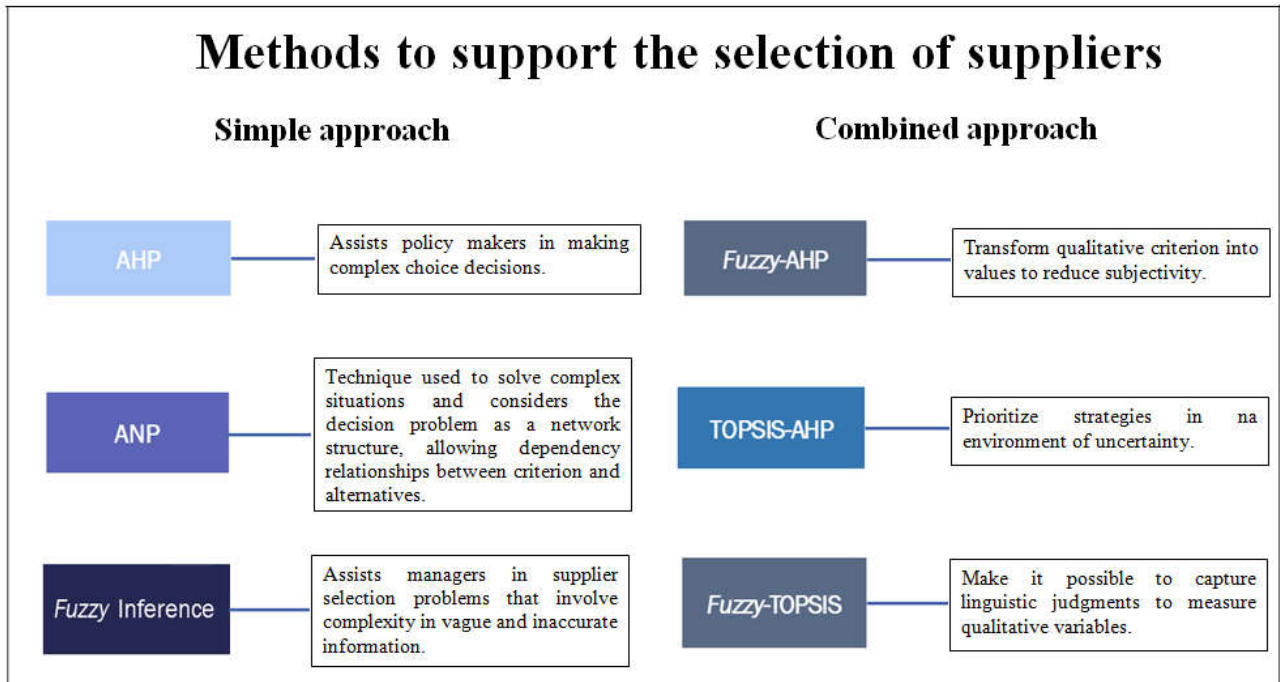 Methods to support the selection of suppliers
Simple approach
AHP
Assists policy makers in making
complex choice decisions.
ANP
Technique used to solve complex
situations and considers the
decision problem as a network
structure, allowing dependency
relationships between criterion and
alternatives.
Fuzzy Inference
Assists managers in supplier
selection problems that involve
complexity in vague and inaccurate
information.
Combined approach
Fuzzy-AHP
Transform qualitative criterion into
values to reduce subjectivity.
TOPSIS-AHP
Prioritize strategies in na
environment of uncertainty.
Fuzzy-TOPSIS
Make it possible to capture
linguistic judgments to measure
qualitative variables.